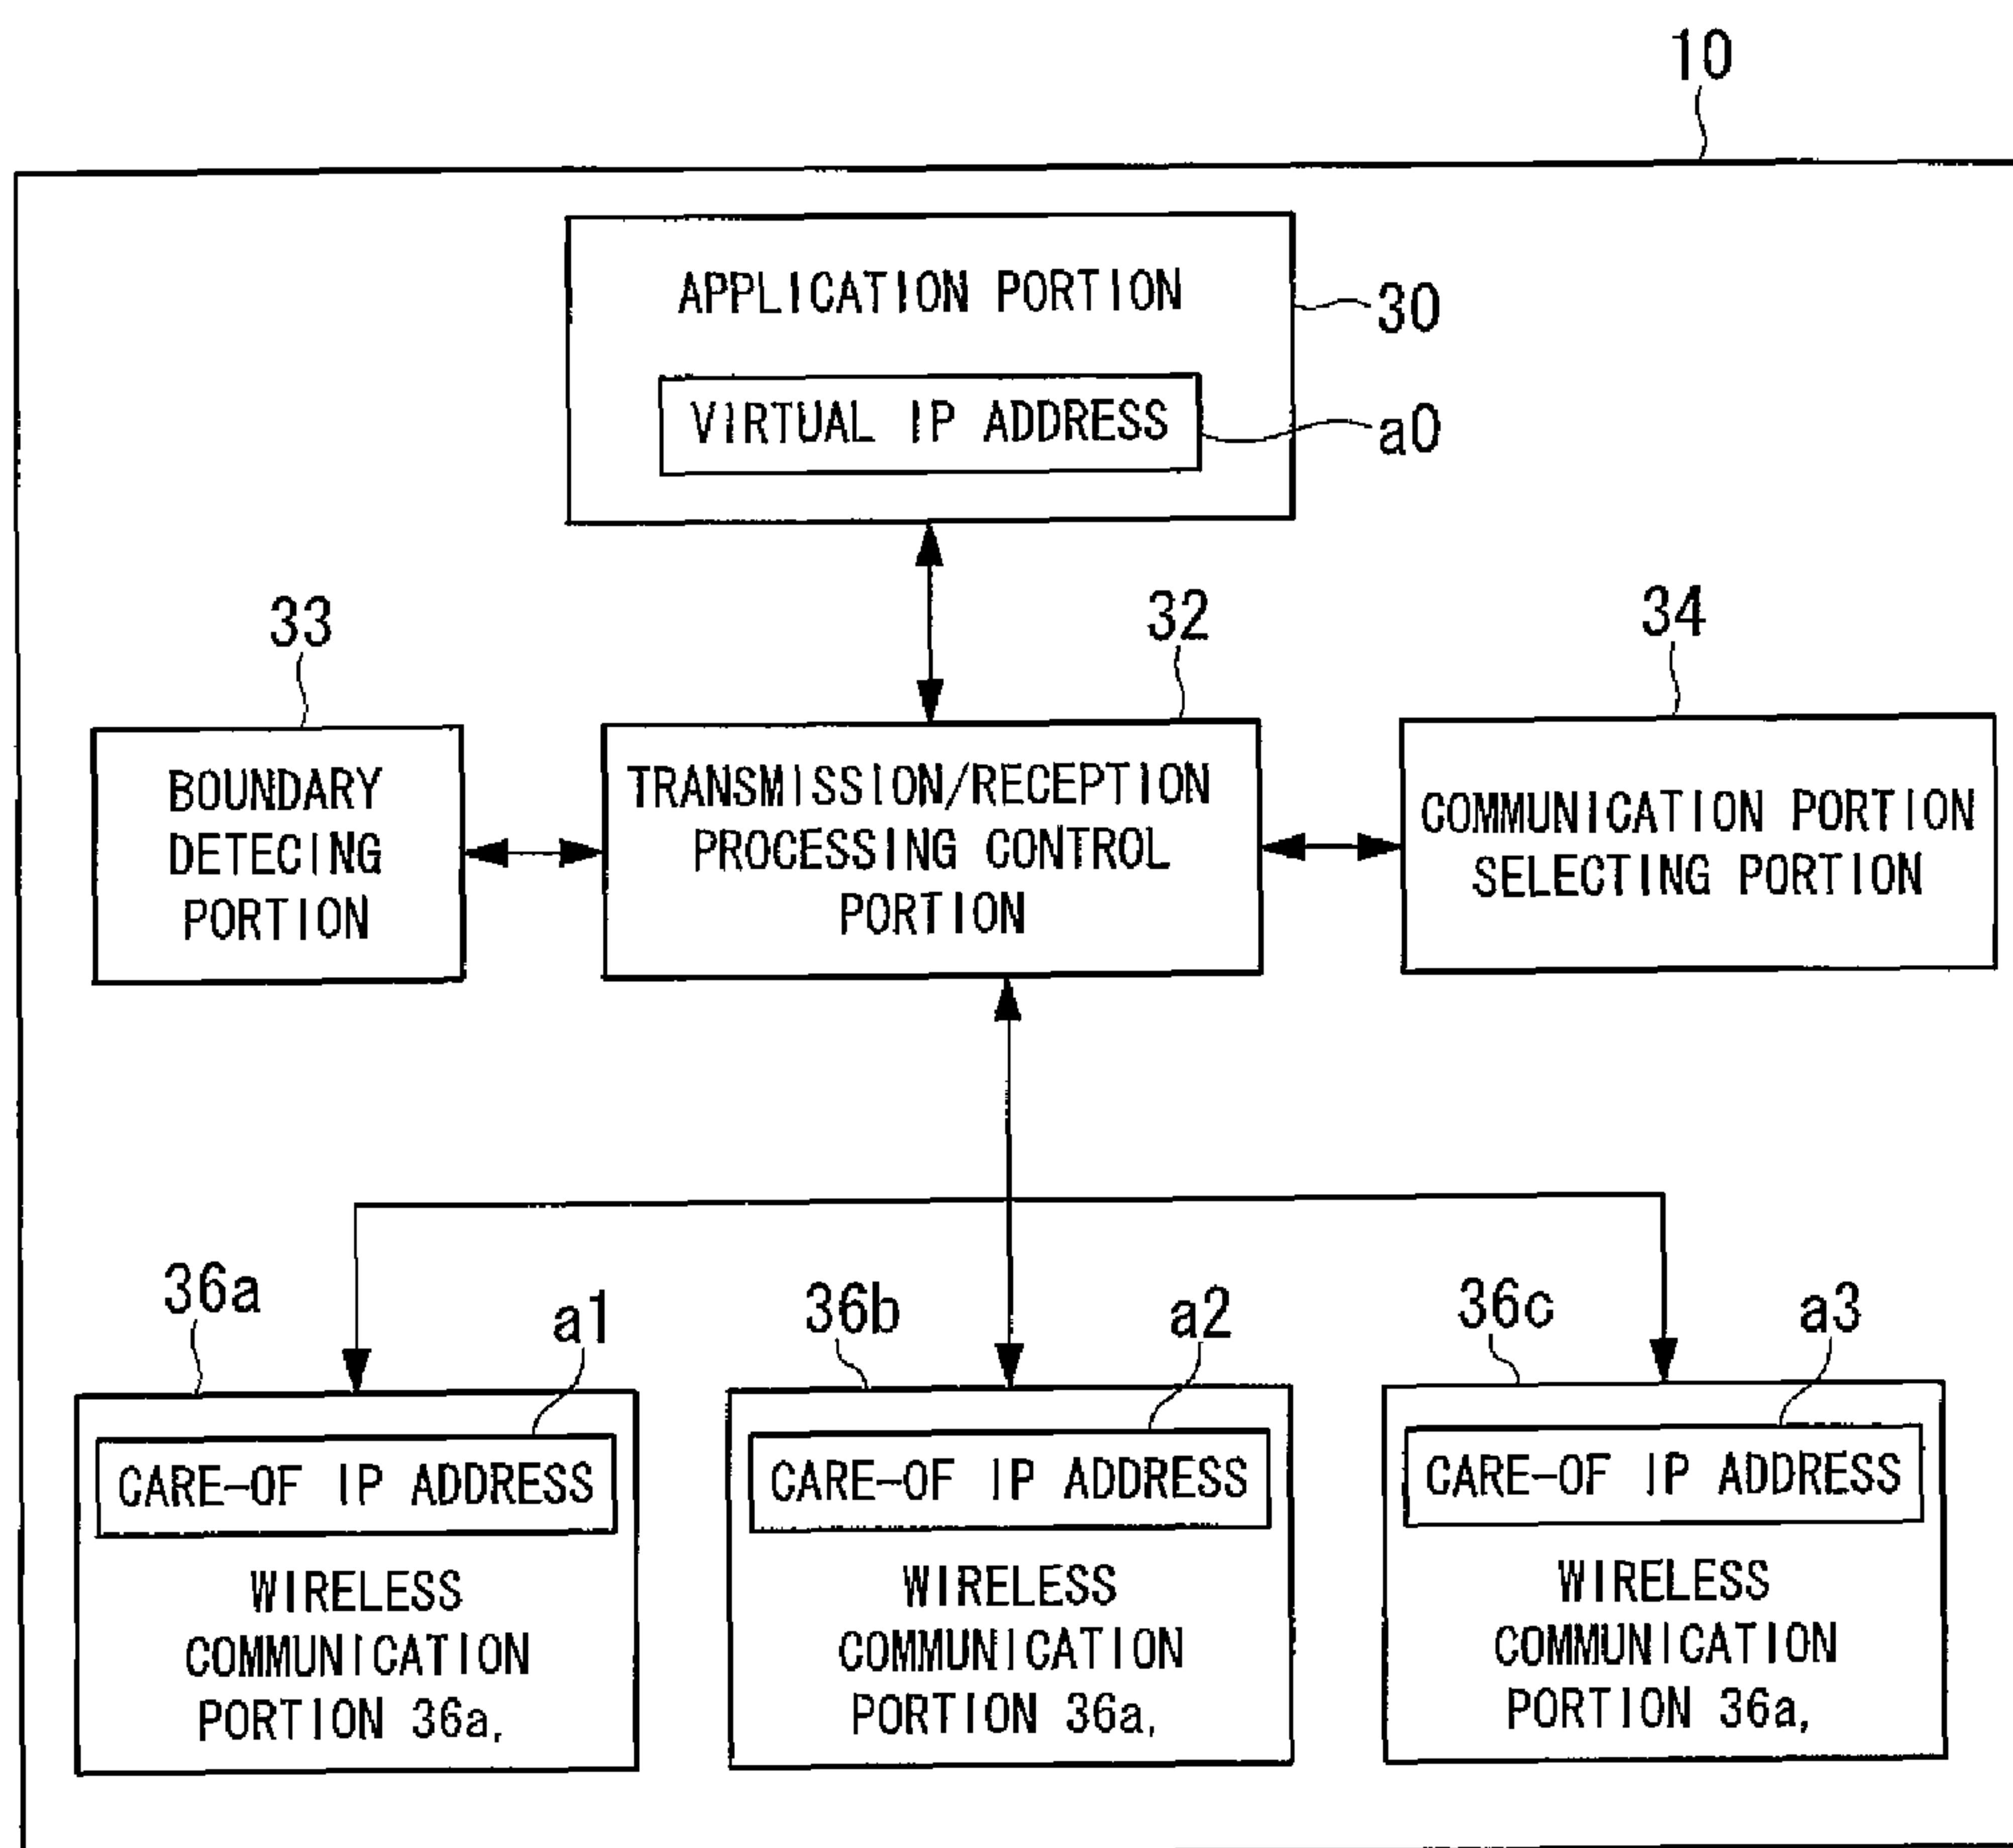 10
APPLICATION PORTION
30
VIRTUAL IP ADDRESS
a0
33
32
34
BOUNDARY
DETECING
PORTION
TRANSMISSION/RECEPTION
PROCESSING CONTROL
PORTION
COMMUNICATION PORTION
SELECTING PORTION
36a
a1
36b
a2
36c
a3
CARE-OF IP ADDRESS
WIRELESS
COMMUNICATION
PORTION 36a,
CARE-OF IP ADDRESS
WIRELESS
COMMUNICATION
PORTION 36a,
CARE-OF IP ADDRESS
WIRELESS
COMMUNICATION
PORTION 36a,